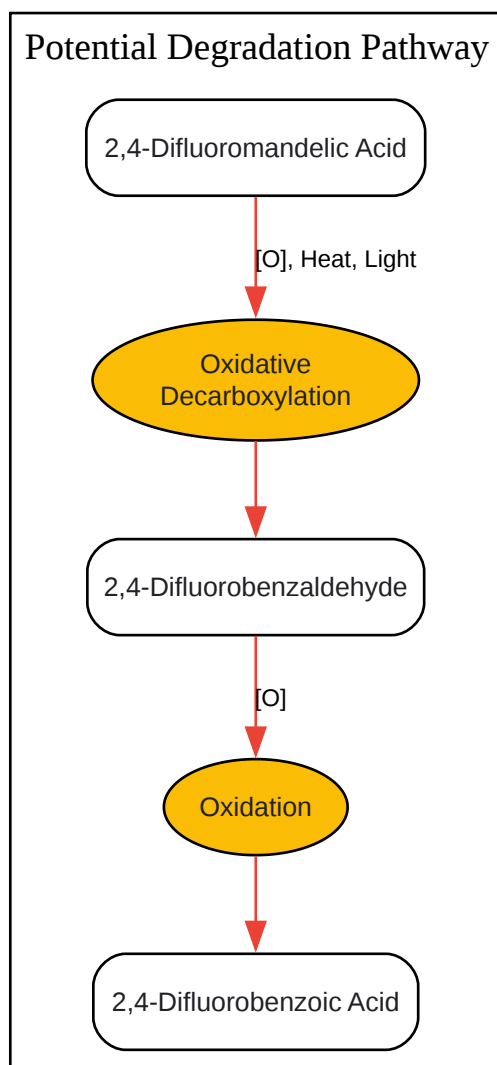 Potential Degradation Pathway
2,4-Difluoromandelic Acid
[O], Heat, Light
Oxidative
Decarboxylation
2,4-Difluorobenzaldehyde
[O]
Oxidation
2,4-Difluorobenzoic Acid